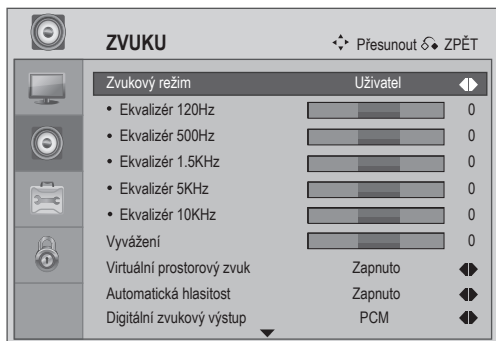 ZVUKU Přesunout ZPĚT
Zvukový režim Uživatel
• Ekvalizér 120Hz 0
• Ekvalizér 500Hz 0
• Ekvalizér 1.5KHz 0
• Ekvalizér 5KHz 0
• Ekvalizér 10KHz 0
Vyvážení 0
Virtuální prostorový zvuk Zapnuto
Automatická hlasitost Zapnuto
Digitální zvukový výstup PCM